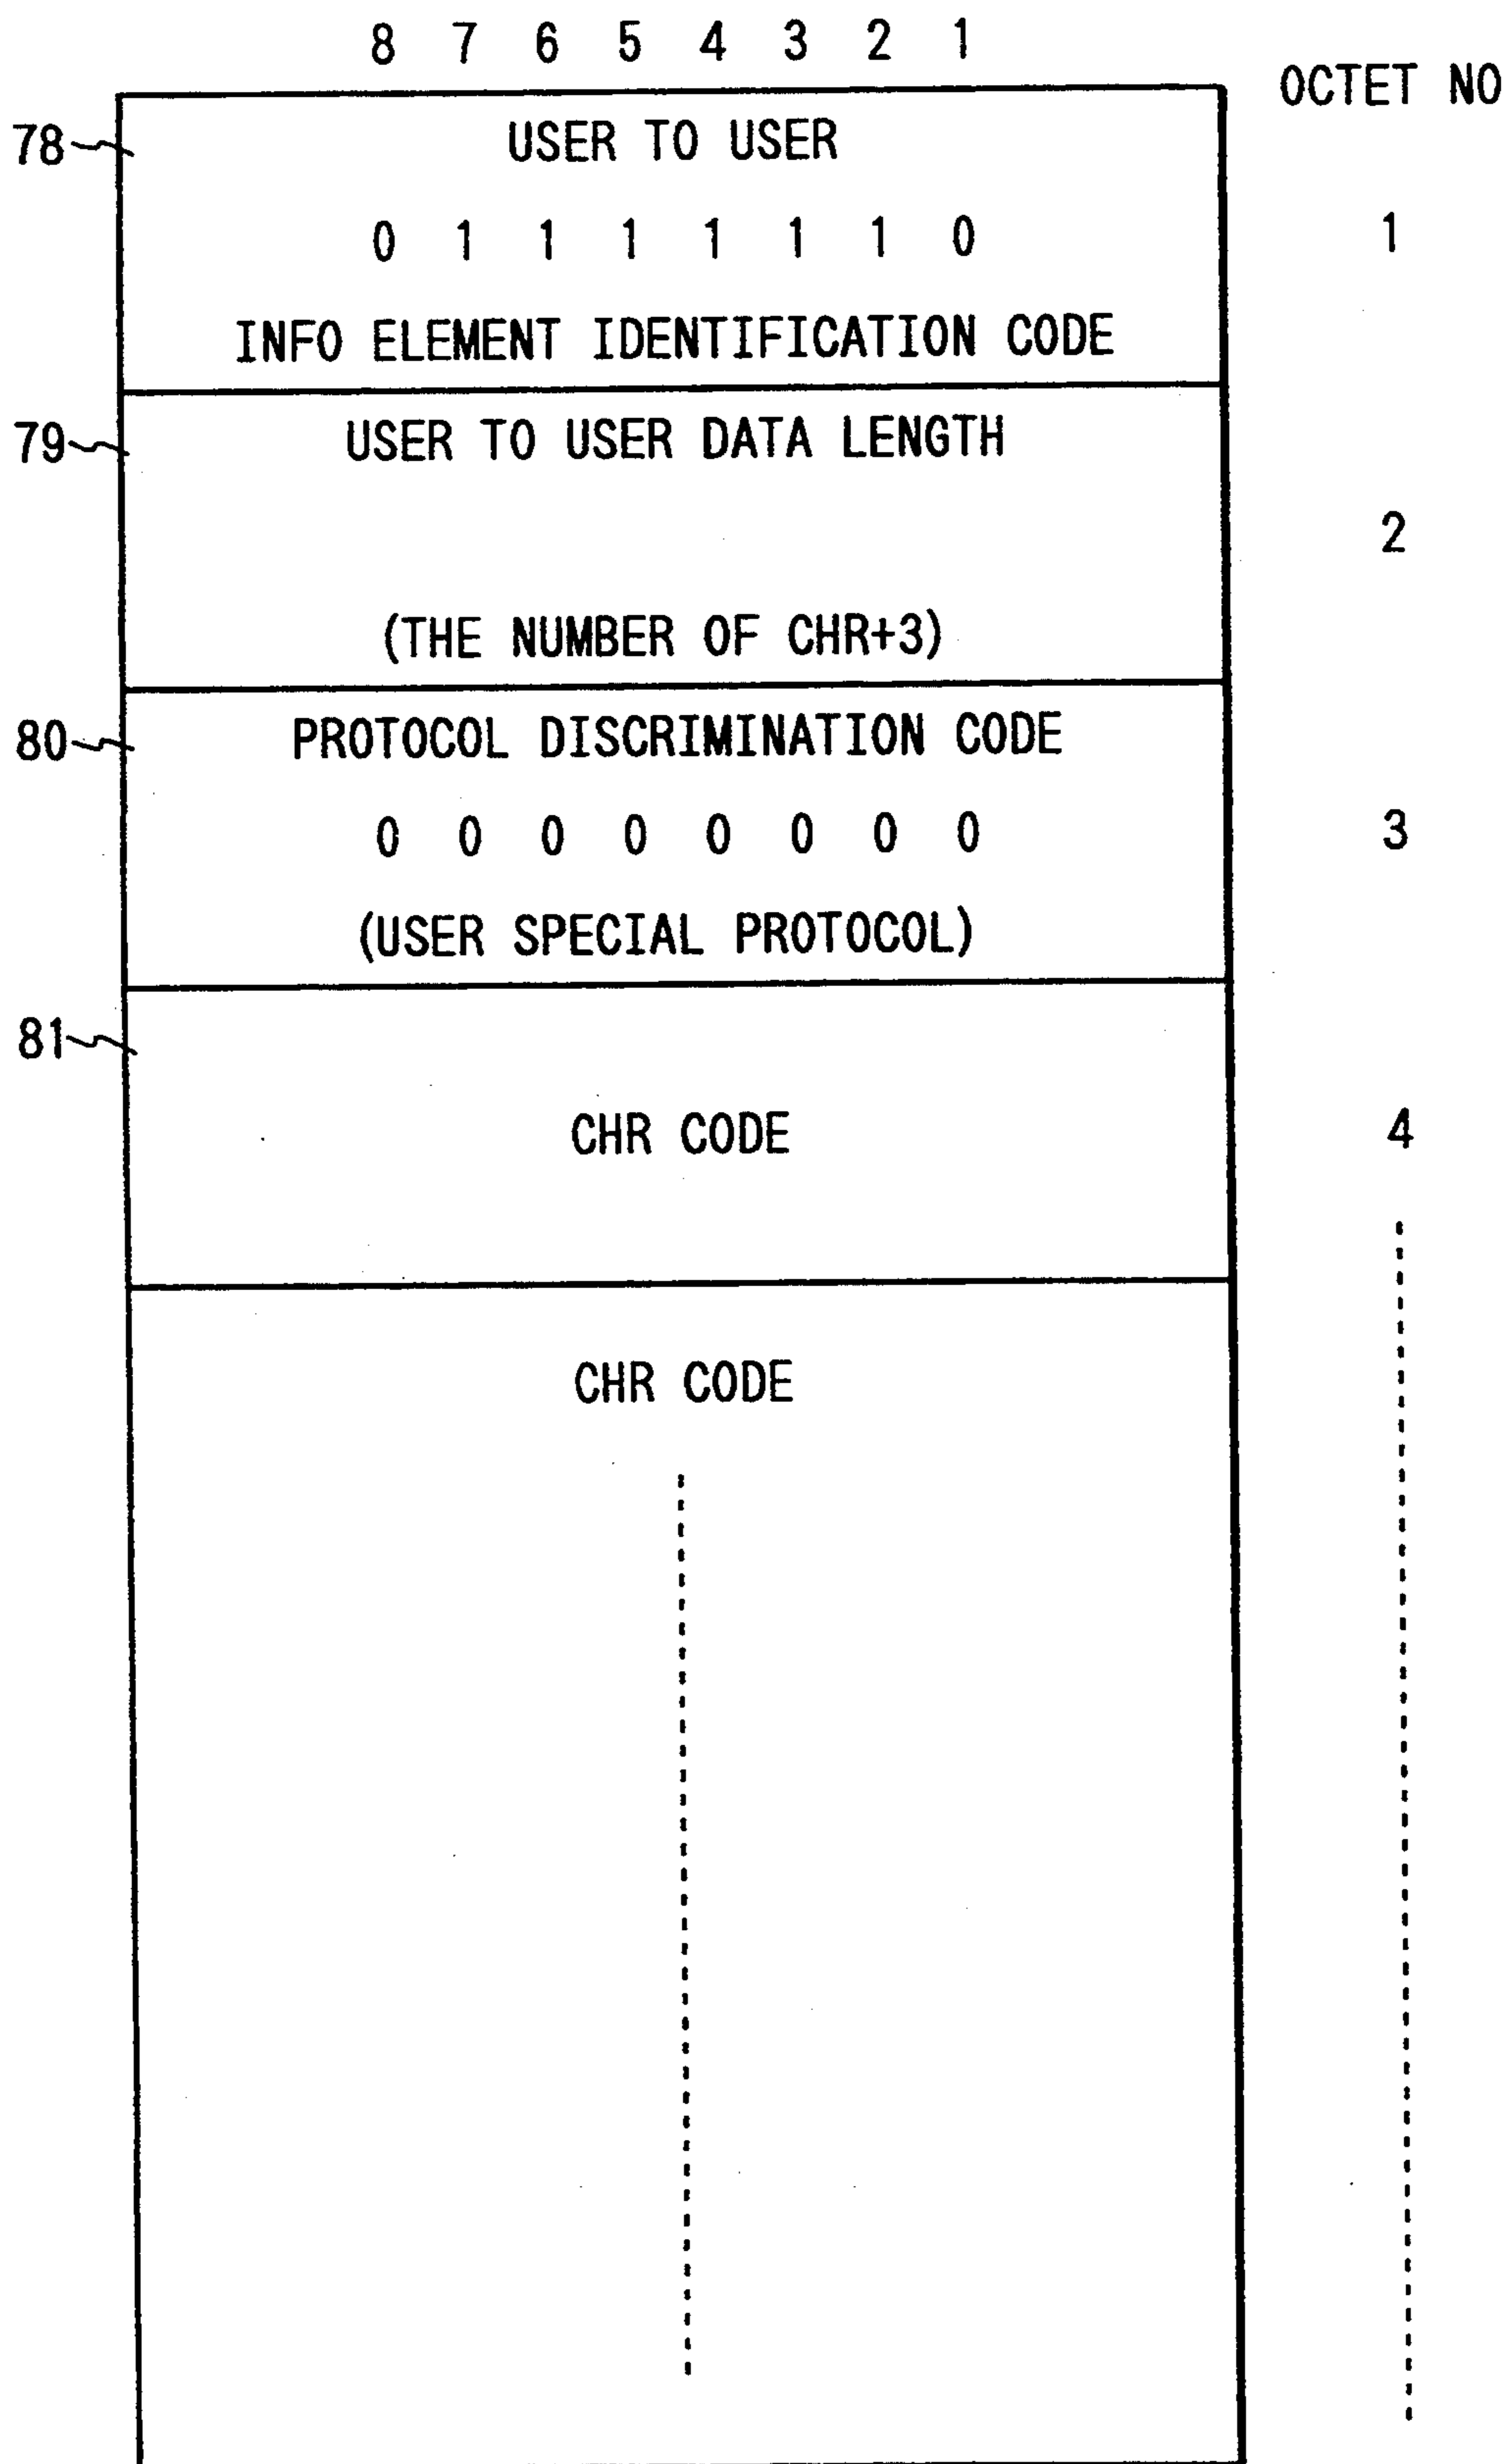 8 7 6 5 4 3 2 1
OCTET NO
78
USER TO USER
0 1 1 1 1 1 1 0
1
INFO ELEMENT IDENTIFICATION CODE
79
USER TO USER DATA LENGTH
2
(THE NUMBER OF CHR+3)
80
PROTOCOL DISCRIMINATION CODE
0 0 0 0 0 0 0 0
3
(USER SPECIAL PROTOCOL)
81
CHR CODE
4
CHR CODE